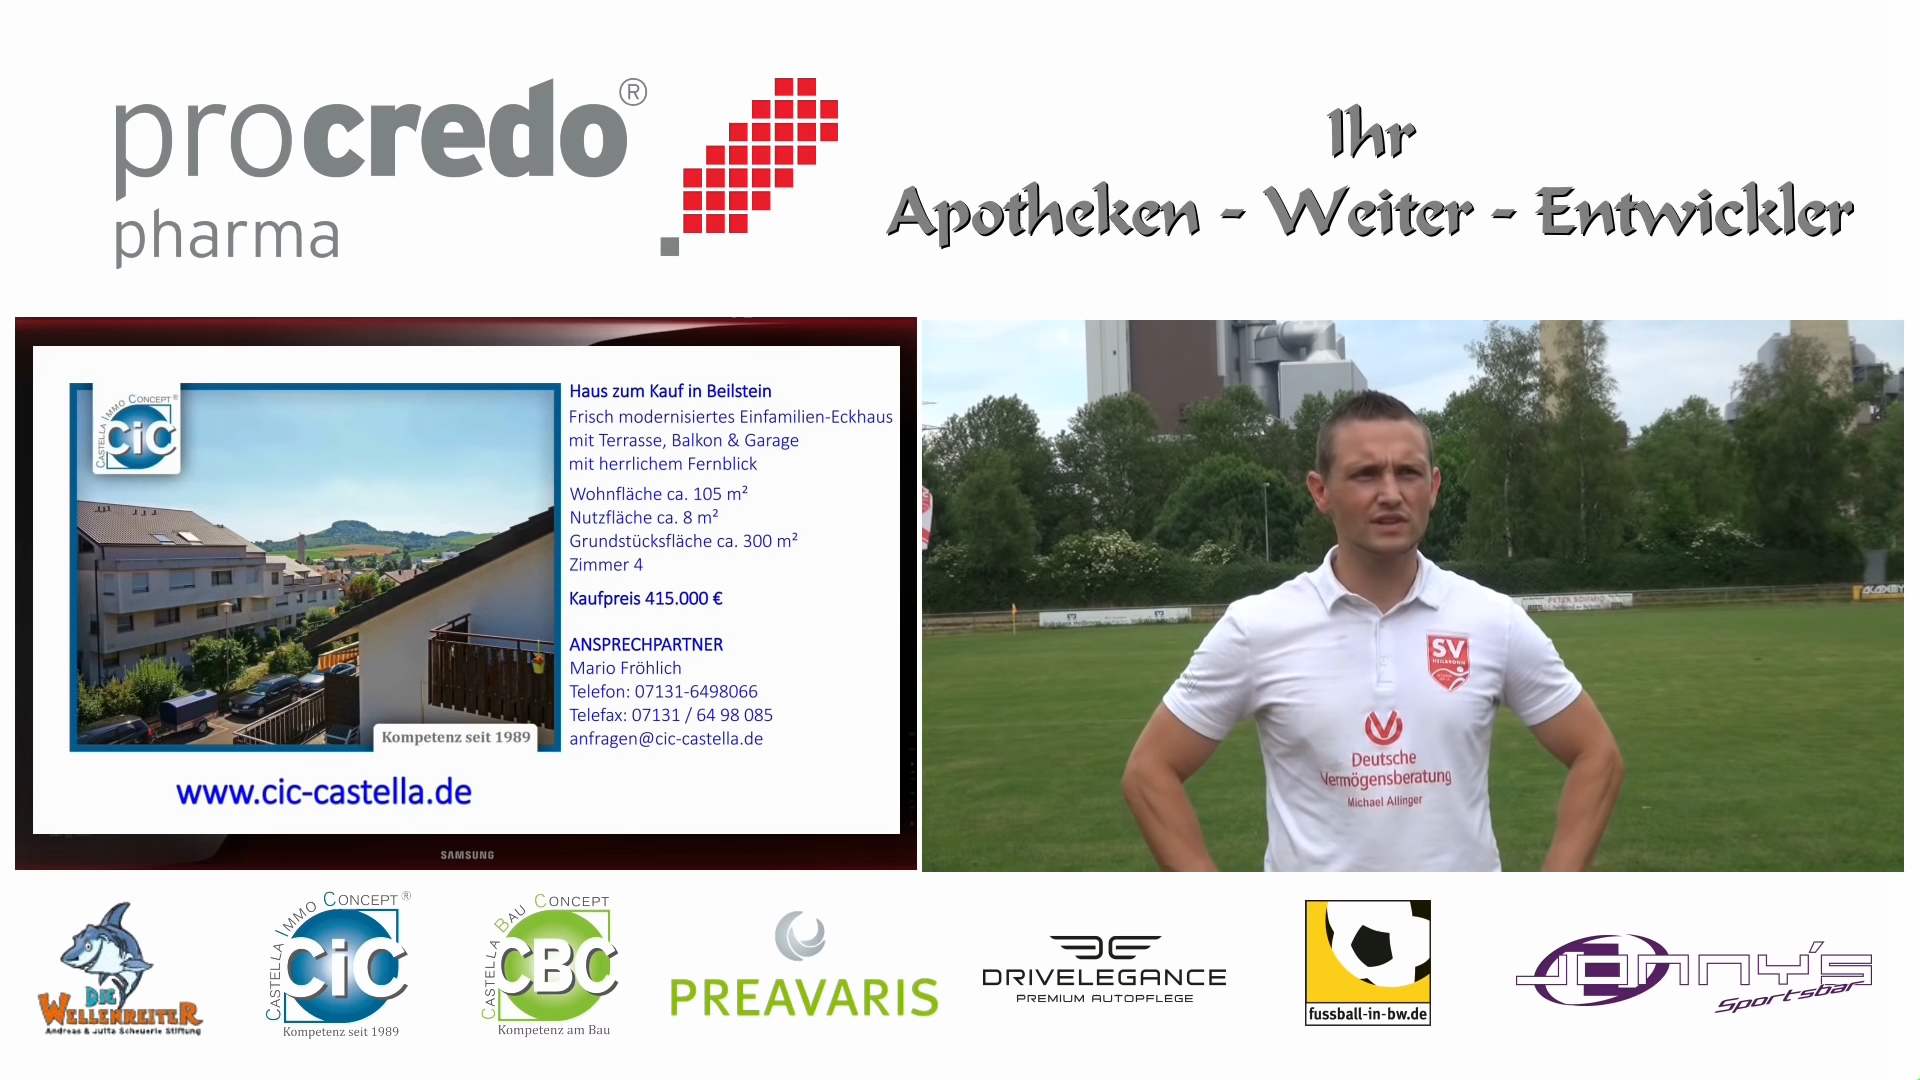 procredo®
pharma
Ihr
Apotheken - Weiter - Entwickler
CASTELLA IMMO CONCEPT®
CiC
Kompetenz seit 1989
www.cic-castella.de
Haus zum Kauf in Beilstein
Frisch modernisiertes Einfamilien-Eckhaus
mit Terrasse, Balkon & Garage
mit herrlichem Fernblick
Wohnfläche ca. 105 m²
Nutzfläche ca. 8 m²
Grundstücksfläche ca. 300 m²
Zimmer 4
Kaufpreis 415.000 €
ANSPRECHPARTNER
Mario Fröhlich
Telefon: 07131-6498066
Telefax: 07131 / 64 98 085
anfragen@cic-castella.de
SAMSUNG
PETER SCHMID
ACADEMY
SV
HEILBRONN
Deutsche
Vermögensberatung
Michael Allinger
DIE
WELLENREITER
Andreas & Jutta Scheuerle Stiftung
CASTELLA IMMO CONCEPT®
CiC
Kompetenz seit 1989
CASTELLA BAU CONCEPT
CBC
Kompetenz am Bau
PREAVARIS
DRIVELEGANCE
PREMIUM AUTOPFLEGE
fussball-in-bw.de
JENNY'S
Sportsbar